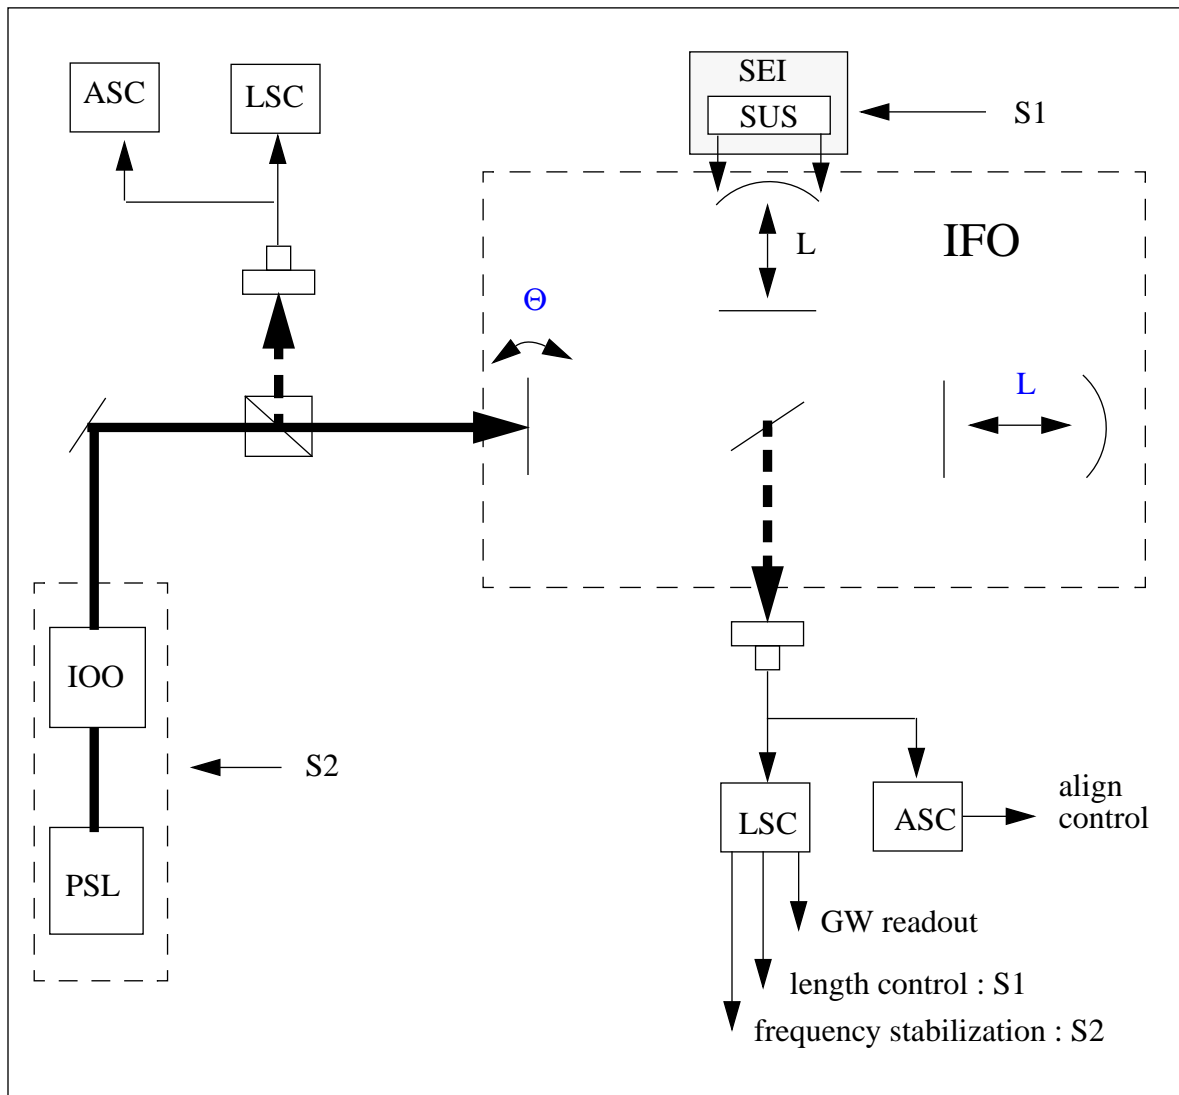 SEI
ASC
LSC
SUS
S1
IFO
L
Θ
L
IOO
S2
align
control
LSC
ASC
PSL
GW readout
length control : S1
frequency stabilization : S2